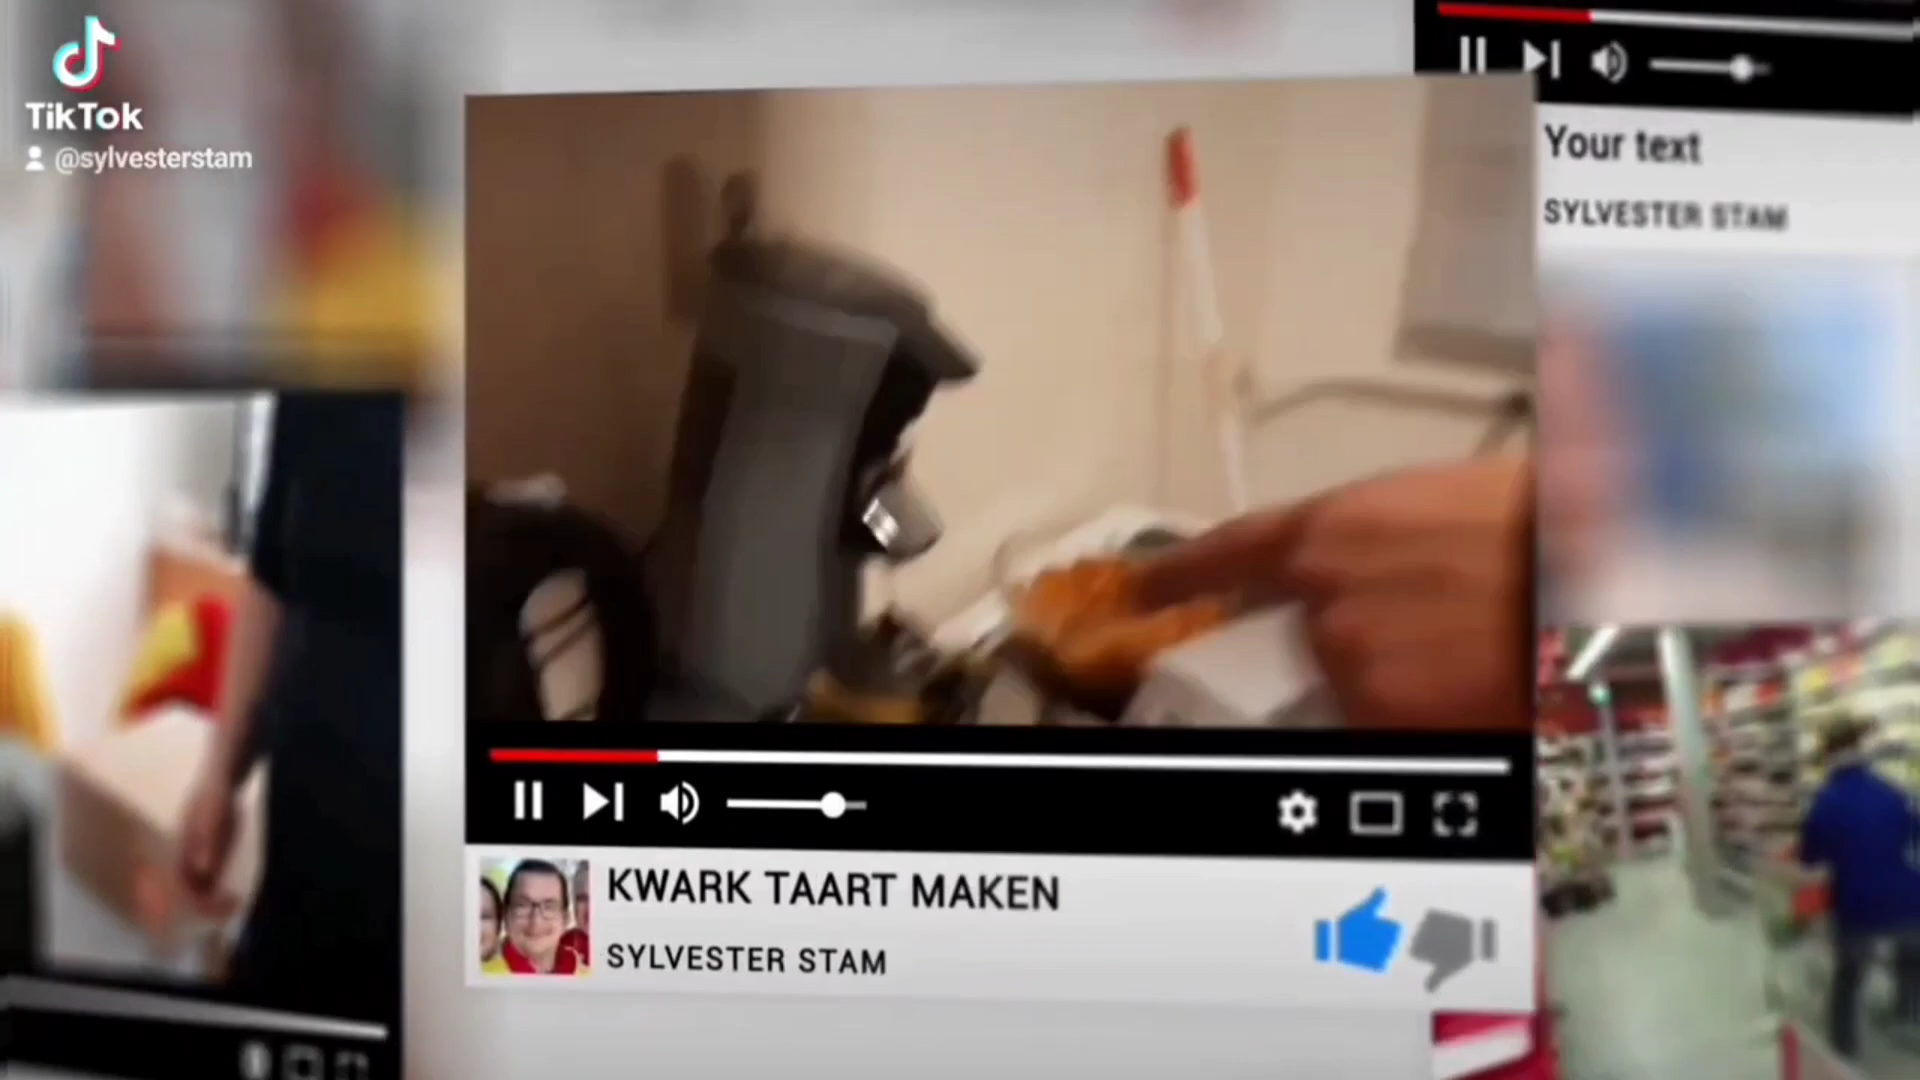 TikTok
@sylvesterstam
Your text
SYLVESTER STAM
KWARK TAART MAKEN
SYLVESTER STAM